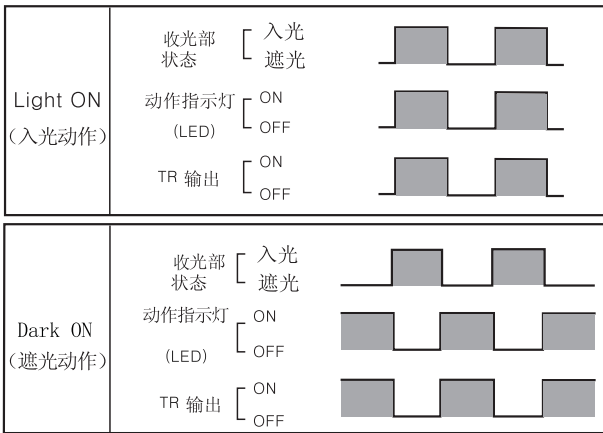 Light ON
(入光动作)
收光部
状态
入光
遮光
动作指示灯
(LED)
ON
OFF
TR 输出
ON
OFF
Dark ON
(遮光动作)
收光部
状态
入光
遮光
动作指示灯
(LED)
ON
OFF
TR 输出
ON
OFF